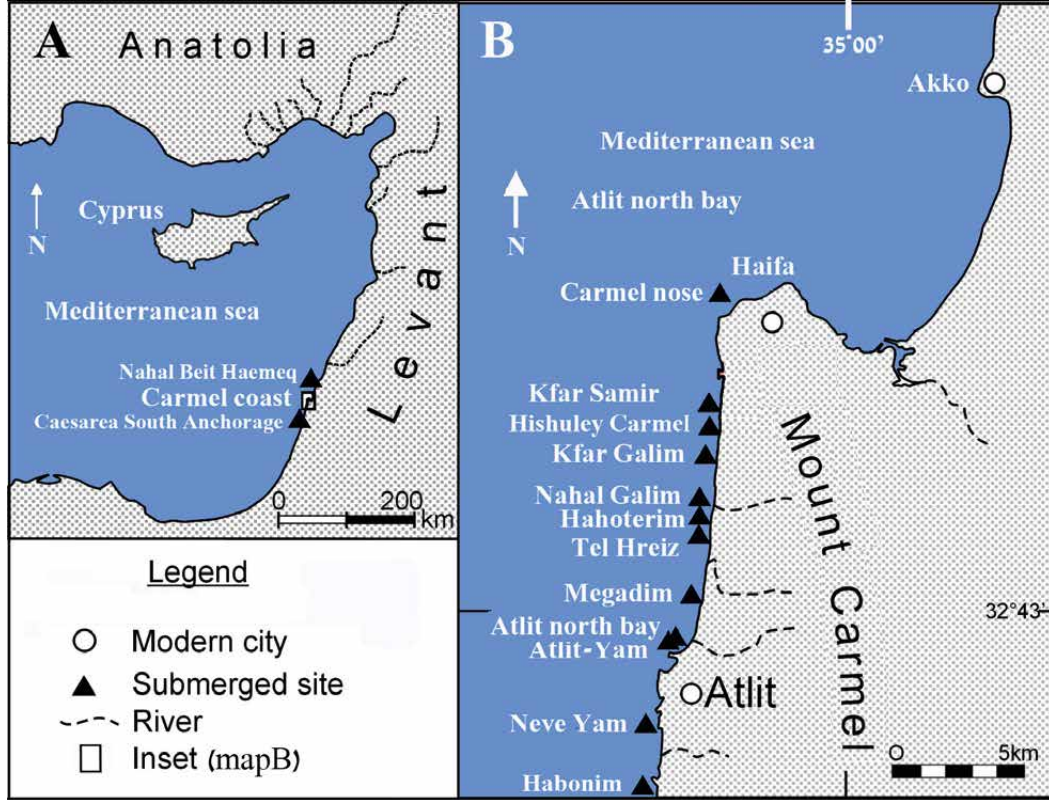 A
Anatolia
Cyprus
N
Levant
Mediterranean sea
Nahal Beit Haemeq
Carmel coast
Caesarea South Anchorage
0 200
km
Legend
Modern city
Submerged site
River
Inset (mapB)
B
35°00'
Akko
Mediterranean sea
Atlit north bay
N
Haifa
Carmel nose
Kfar Samir
Hishuley Carmel
Kfar Galim
Nahal Galim
Hahoterim
Tel Hreiz
Mount Carmel
Megadim
32°43'
Atlit north bay
Atlit-Yam
Atlit
Neve Yam
O 5km
Habonim